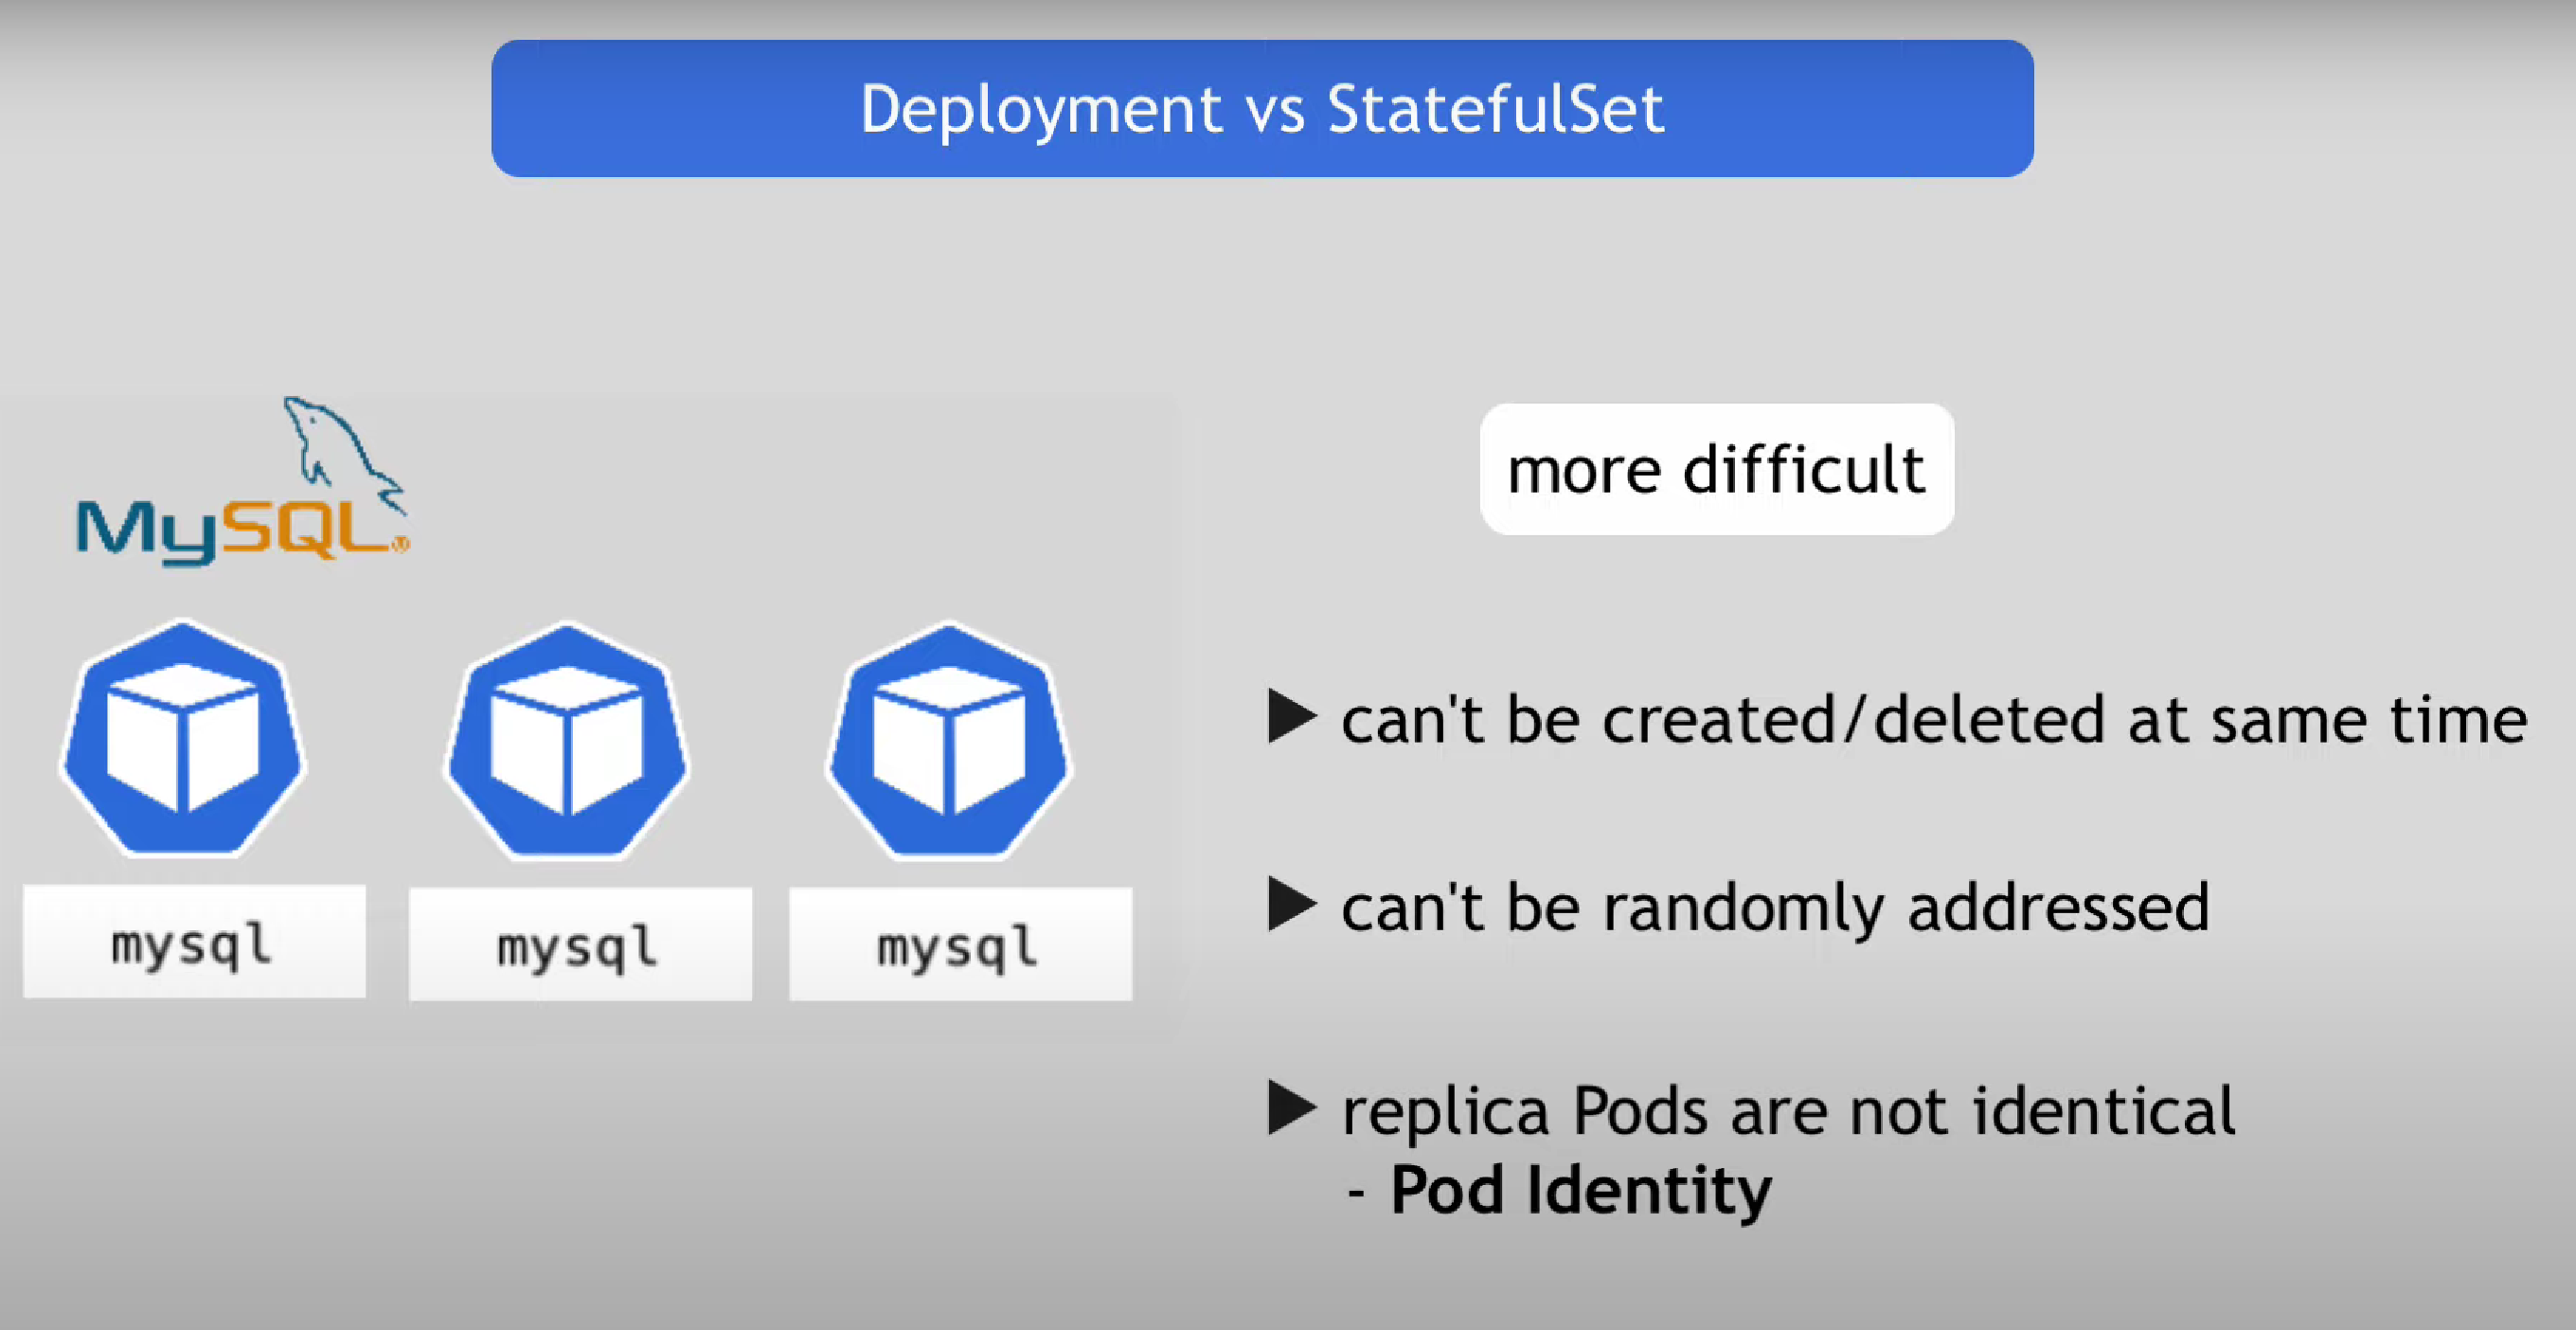 Deployment vs StatefulSet
MySQL
mysql
mysql
mysql
more difficult
can't be created/deleted at same time
can't be randomly addressed
replica Pods are not identical
- Pod Identity